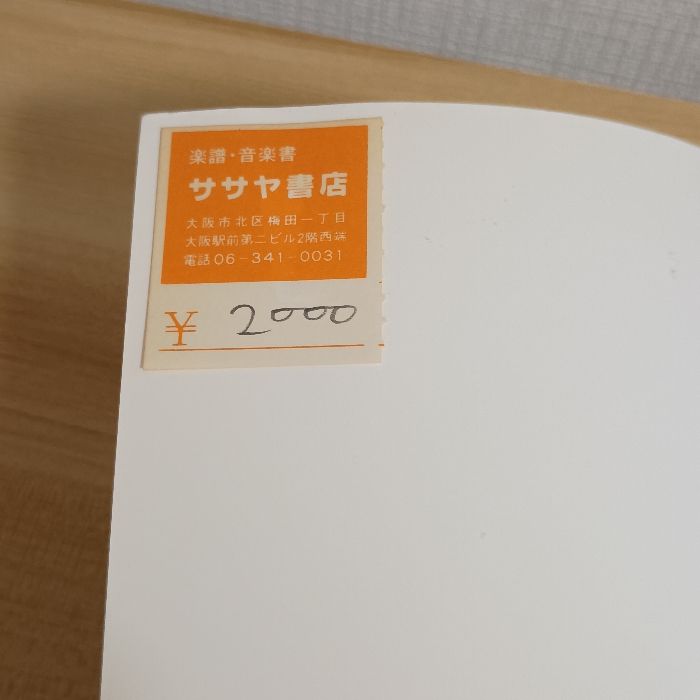 楽譜・音楽書
ササヤ書店
大阪市北区梅田一丁目
大阪駅前第二ビル2階西端
電話06-341-0031
¥ 2000